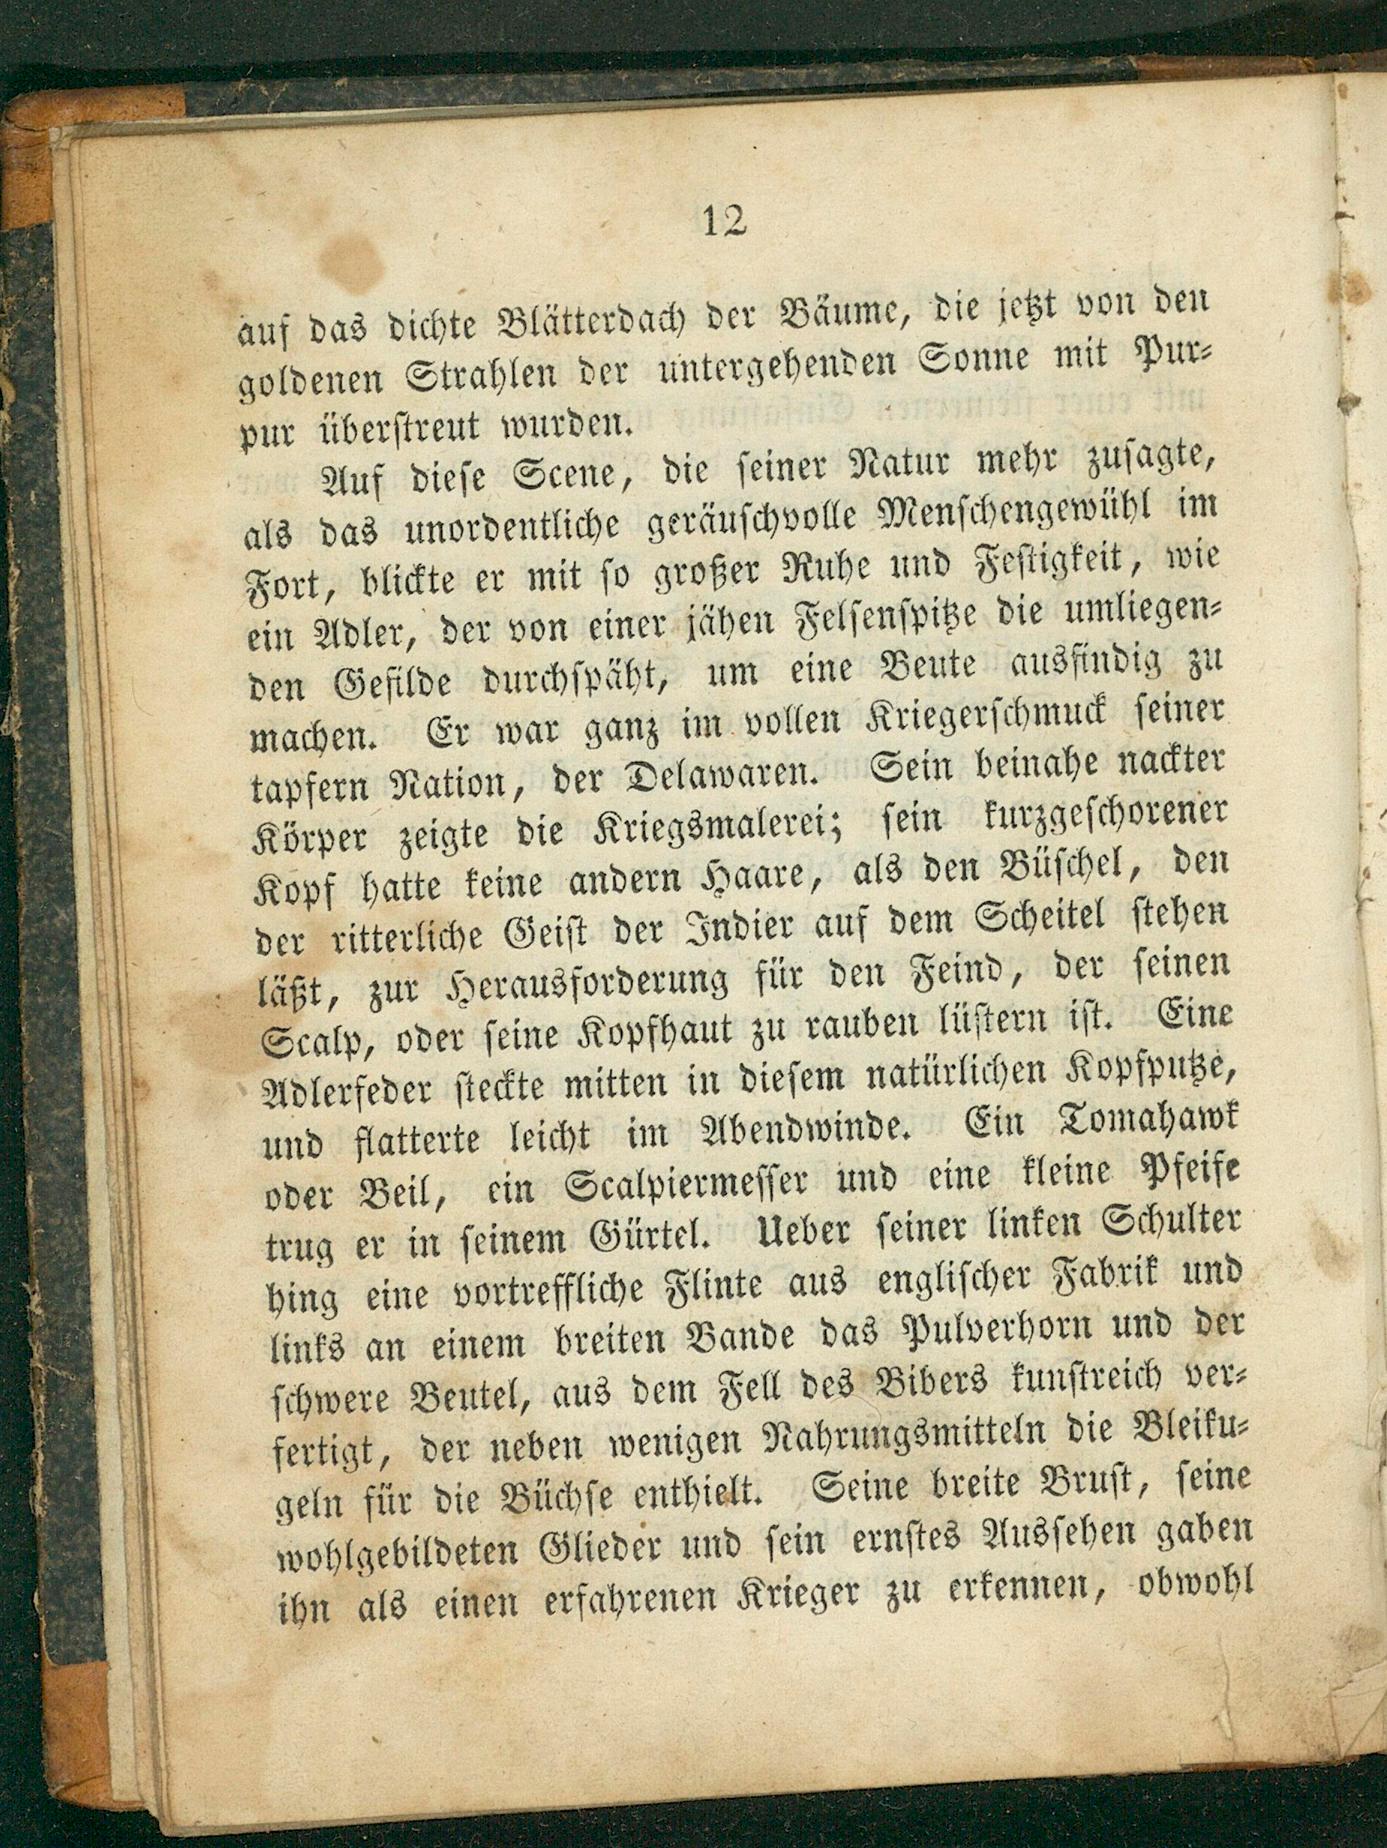 12
auf das dichte Blätterdach der Bäume, die jetzt von den
goldenen Strahlen der untergehenden Sonne mit Pur⸗
pur überstreut wurden.
Auf diese Scene, die seiner Natur mehr zusagte,
als das unordentliche geräuschvolle Menschengewühl im
Fort, blickte er mit so großer Ruhe und Festigkeit, wie
ein Adler, der von einer jähen Felsenspitze die umliegen⸗
den Gefilde durchspäht, um eine Beute ausfindig zu
machen. Er war ganz im vollen Kriegerschmuck seiner
tapfern Nation, der Delawaren. Sein beinahe nackter
Körper zeigte die Kriegsmalerei; sein kurzgeschorener
Kopf hatte keine andern Haare, als den Büschel, den
der ritterliche Geist der Indier auf dem Scheitel stehen
läßt, zur Herausforderung für den Feind, der seinen
Scalp, oder seine Kopfhaut zu rauben lüstern ist. Eine
Adlerfeder steckte mitten in diesem natürlichen Kopfputze,
und flatterte leicht im Abendwinde. Ein Tomahawk
oder Beil, ein Scalpiermesser und eine kleine Pfeife
trug er in seinem Gürtel. Ueber seiner linken Schulter
hing eine vortreffliche Flinte aus englischer Fabrik und
links an einem breiten Bande das Pulverhorn und der
schwere Beutel, aus dem Fell des Bibers kunstreich ver⸗
fertigt, der neben wenigen Nahrungsmitteln die Bleiku⸗
geln für die Büchse enthielt. Seine breite Brust, seine
wohlgebildeten Glieder und sein ernstes Aussehen gaben
ihn als einen erfahrenen Krieger zu erkennen, obwohl